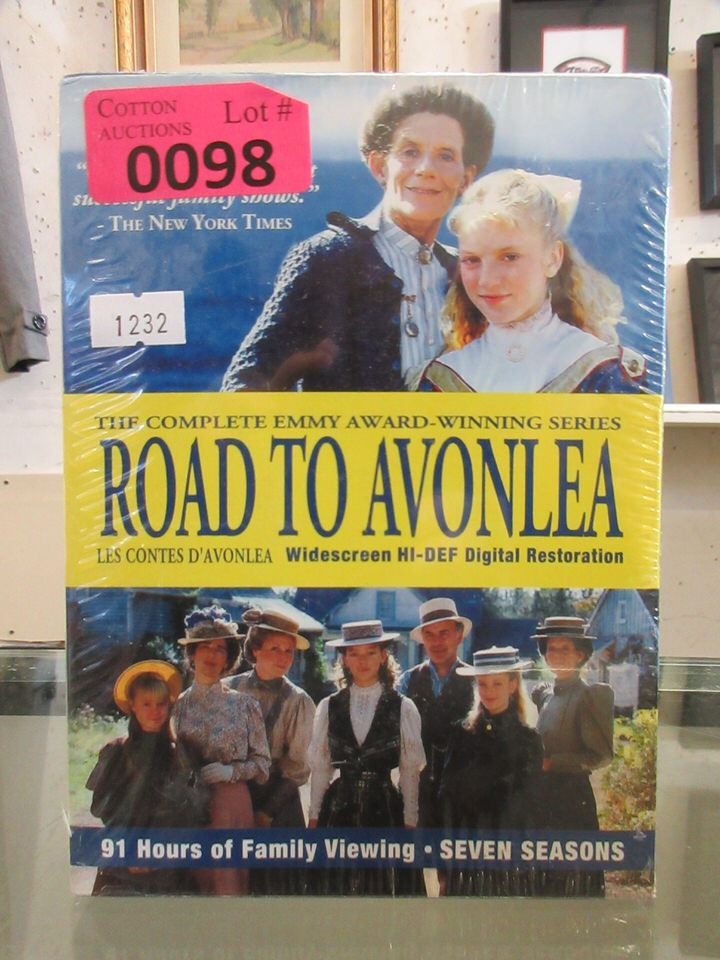 COTTON
AUCTIONS
Lot #
0098
successful family shows."
- THE NEW YORK TIMES
1232
THE COMPLETE EMMY AWARD-WINNING SERIES
ROAD TO AVONLEA
LES CONTES D'AVONLEA Widescreen HI-DEF Digital Restoration
91 Hours of Family Viewing • SEVEN SEASONS